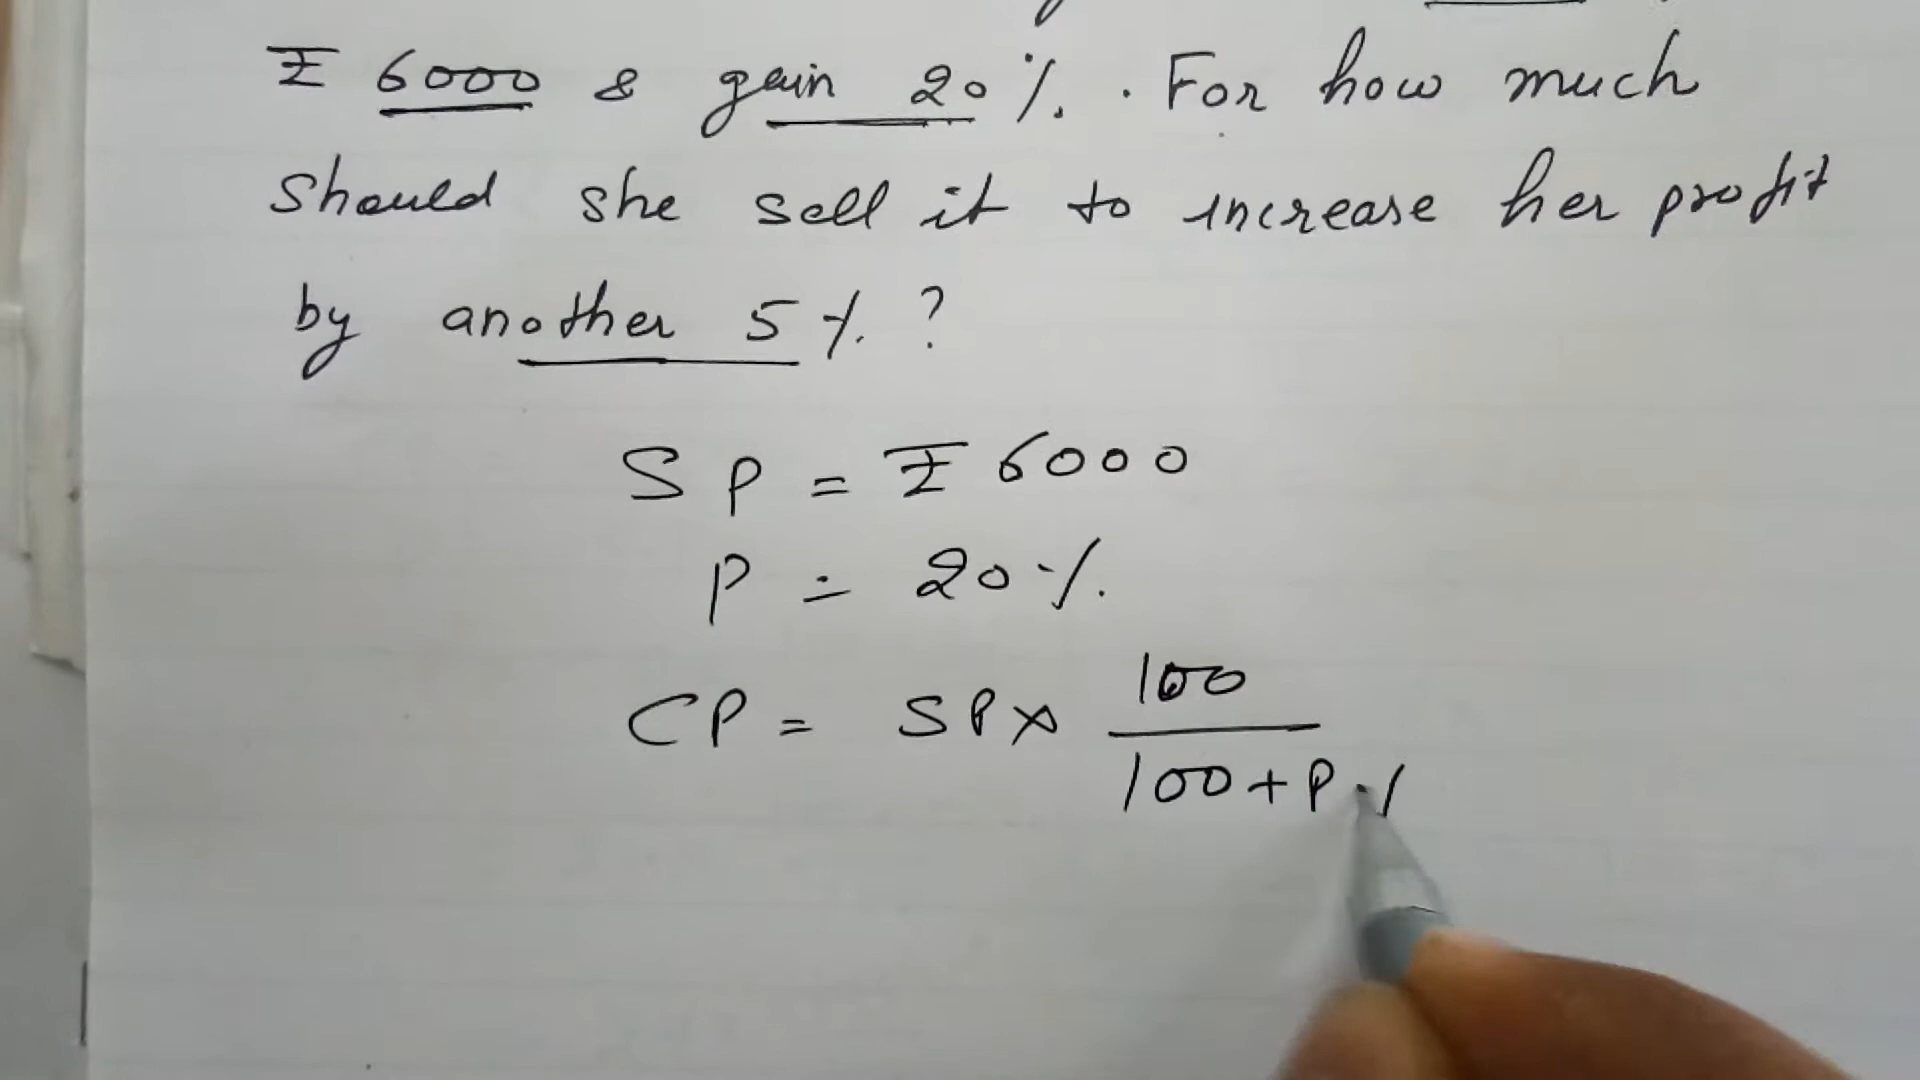 ₹ 6000 & gain 20%. For how much
should she sell it to increase her profit
by another 5%?
SP = ₹ 6000
P = 20%.
CP = SP × 100
100 + P%